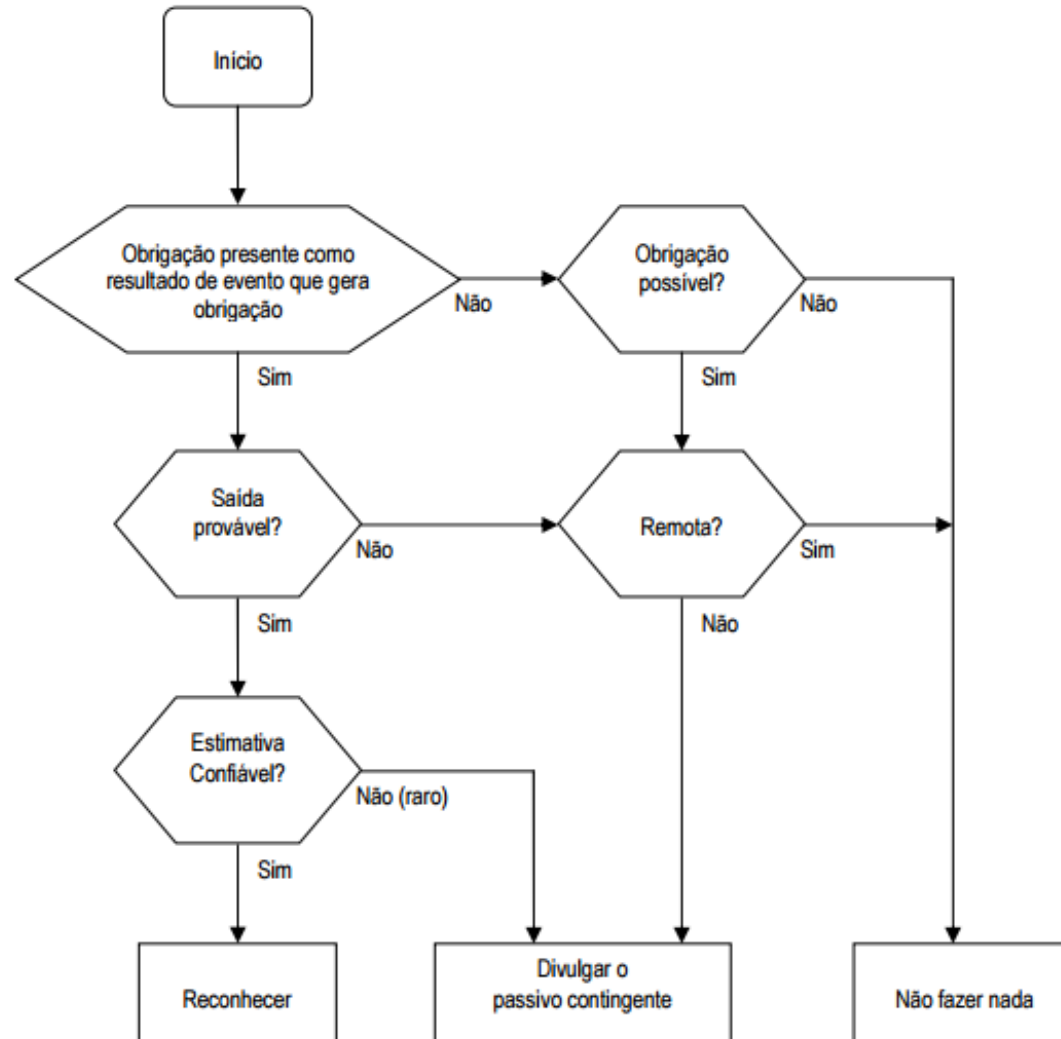 Início
Obrigação presente como
resultado de evento que gera
obrigação
Não
Obrigação
possível?
Não
Sim
Sim
Saída
provável?
Não
Remota?
Sim
Sim
Não
Estimativa
Confiável?
Não (raro)
Sim
Reconhecer
Divulgar o
passivo contingente
Não fazer nada